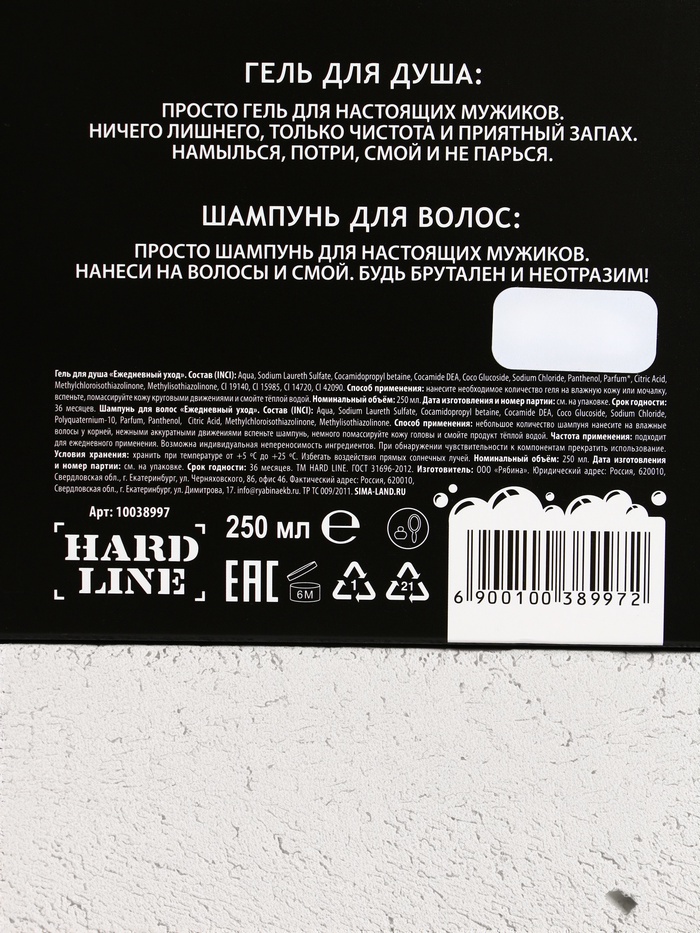 ГЕЛЬ ДЛЯ ДУША:
ПРОСТО ГЕЛЬ ДЛЯ НАСТОЯЩИХ МУЖИКОВ.
НИЧЕГО ЛИШНЕГО, ТОЛЬКО ЧИСТОТА И ПРИЯТНЫЙ ЗАПАХ.
НАМЫЛЬСЯ, ПОТРИ, СМОЙ И НЕ ПАРЬСЯ.
ШАМПУНЬ ДЛЯ ВОЛОС:
ПРОСТО ШАМПУНЬ ДЛЯ НАСТОЯЩИХ МУЖИКОВ.
НАНЕСИ НА ВОЛОСЫ И СМОЙ. БУДЬ БРУТАЛЕН И НЕОТРАЗИМ!
Гель для душа «Ежедневный уход». Состав (INCI): Aqua, Sodium Laureth Sulfate, Cocamidopropyl betaine, Cocamide DEA, Coco Glucoside, Sodium Chloride, Panthenol, Parfum*, Citric Acid,
Methylchloroisothiazolinone, Methylisothiazolinone, CI 19140, CI 15985, CI 14720, CI 42090. Способ применения: нанесите необходимое количество геля на влажную кожу или мочалку,
вспеньте, помассируйте кожу круговыми движениями и смойте тёплой водой. Номинальный объём: 250 мл. Дата изготовления и номер партии: см. на упаковке. Срок годности:
36 месяцев. Шампунь для волос «Ежедневный уход». Состав (INCI): Aqua, Sodium Laureth Sulfate, Cocamidopropyl betaine, Cocamide DEA, Coco Glucoside, Sodium Chloride,
Polyquaternium-10, Parfum, Panthenol, Citric Acid, Methylchloroisothiazolinone, Methylisothiazolinone. Способ применения: небольшое количество шампуня нанесите на влажные
волосы у корней, нежными аккуратными движениями вспеньте шампунь, немного помассируйте кожу головы и смойте продукт тёплой водой. Частота применения: подходит
для ежедневного применения. Возможна индивидуальная непереносимость ингредиентов. При обнаружении чувствительности к компонентам прекратить использование.
Условия хранения: хранить при температуре от +5 °C до +25 °C. Избегать воздействия прямых солнечных лучей. Номинальный объём: 250 мл. Дата изготовления
и номер партии: см. на упаковке. Срок годности: 36 месяцев. ТМ HARD LINE. ГОСТ 31696-2012. Изготовитель: ООО «Рябина». Юридический адрес: Россия, 620010,
Свердловская обл., г. Екатеринбург, ул. Черняховского, 86, офис 46. Фактический адрес: Россия, 620010,
Свердловская обл., г. Екатеринбург, ул. Димитрова, 17. info@ryabinaekb.ru. ТР ТС 009/2011. SIMA-LAND.RU
Арт: 10038997
HARD
LINE
250 мл ℮
EAC
6M
1
21
6 900100 389972